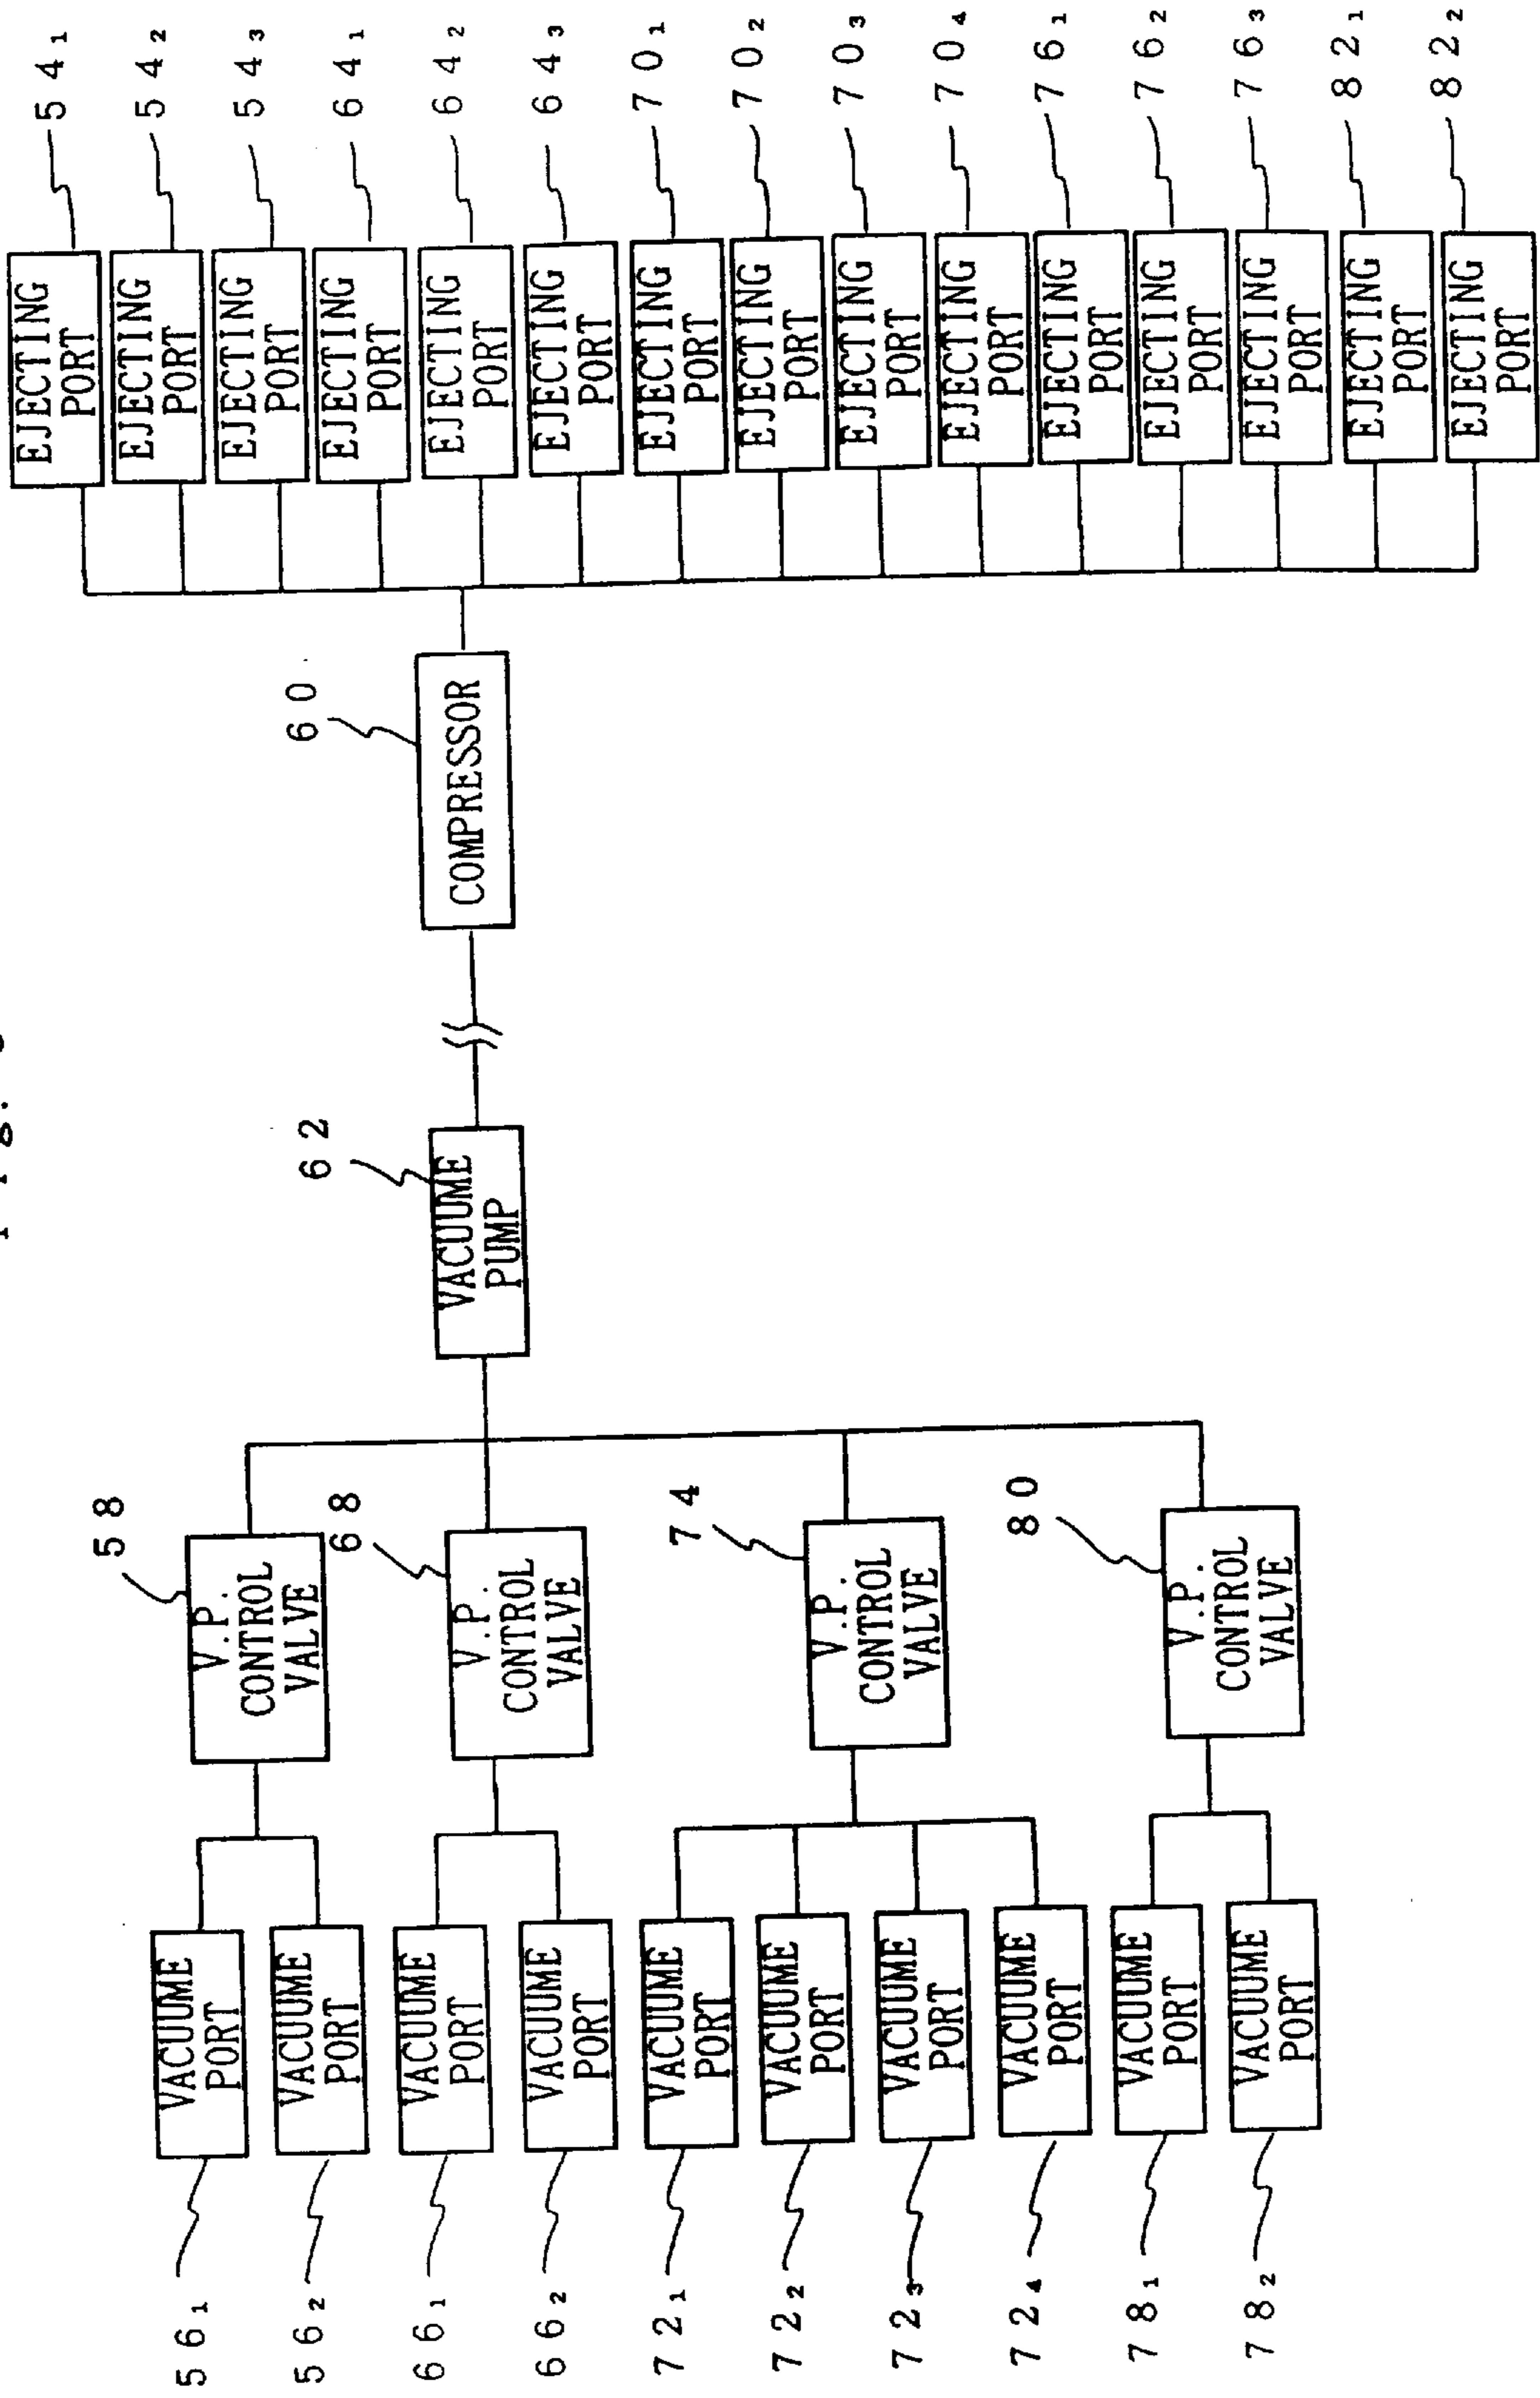 54₁
54₂
54₃
64₁
64₂
64₃
70₁
70₂
70₃
70₄
76₁
76₂
76₃
82₁
82₂
EJECTING
PORT
EJECTING
PORT
EJECTING
PORT
EJECTING
PORT
EJECTING
PORT
EJECTING
PORT
EJECTING
PORT
EJECTING
PORT
EJECTING
PORT
EJECTING
PORT
EJECTING
PORT
EJECTING
PORT
EJECTING
PORT
EJECTING
PORT
EJECTING
PORT
60
COMPRESSOR
62
VACUUME
PUMP
58
V.P.
CONTROL
VALVE
68
V.P.
CONTROL
VALVE
74
V.P.
CONTROL
VALVE
80
V.P.
CONTROL
VALVE
VACUUME
PORT
VACUUME
PORT
VACUUME
PORT
VACUUME
PORT
VACUUME
PORT
VACUUME
PORT
VACUUME
PORT
VACUUME
PORT
VACUUME
PORT
VACUUME
PORT
56₁
56₂
66₁
66₂
72₁
72₂
72₃
72₄
78₁
78₂